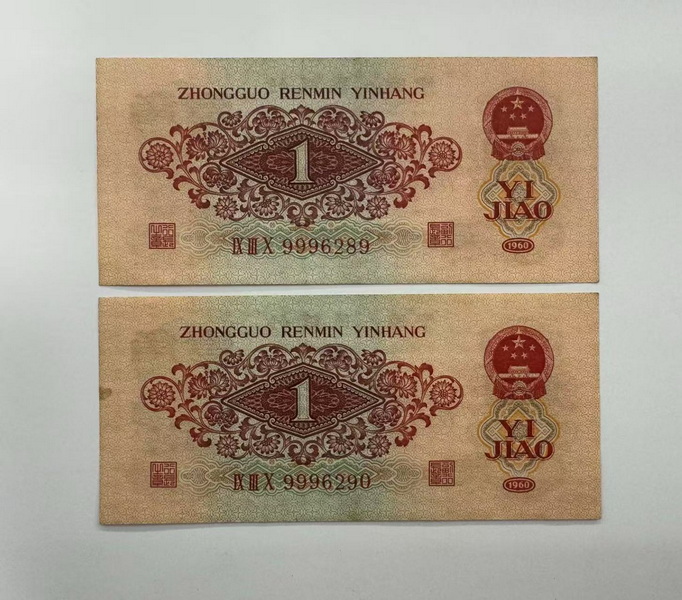 ZHONGGUO RENMIN YINHANG
1
YI
JIAO
IX III X 9996289
1960
ZHONGGUO RENMIN YINHANG
1
YI
JIAO
IX III X 9996290
1960